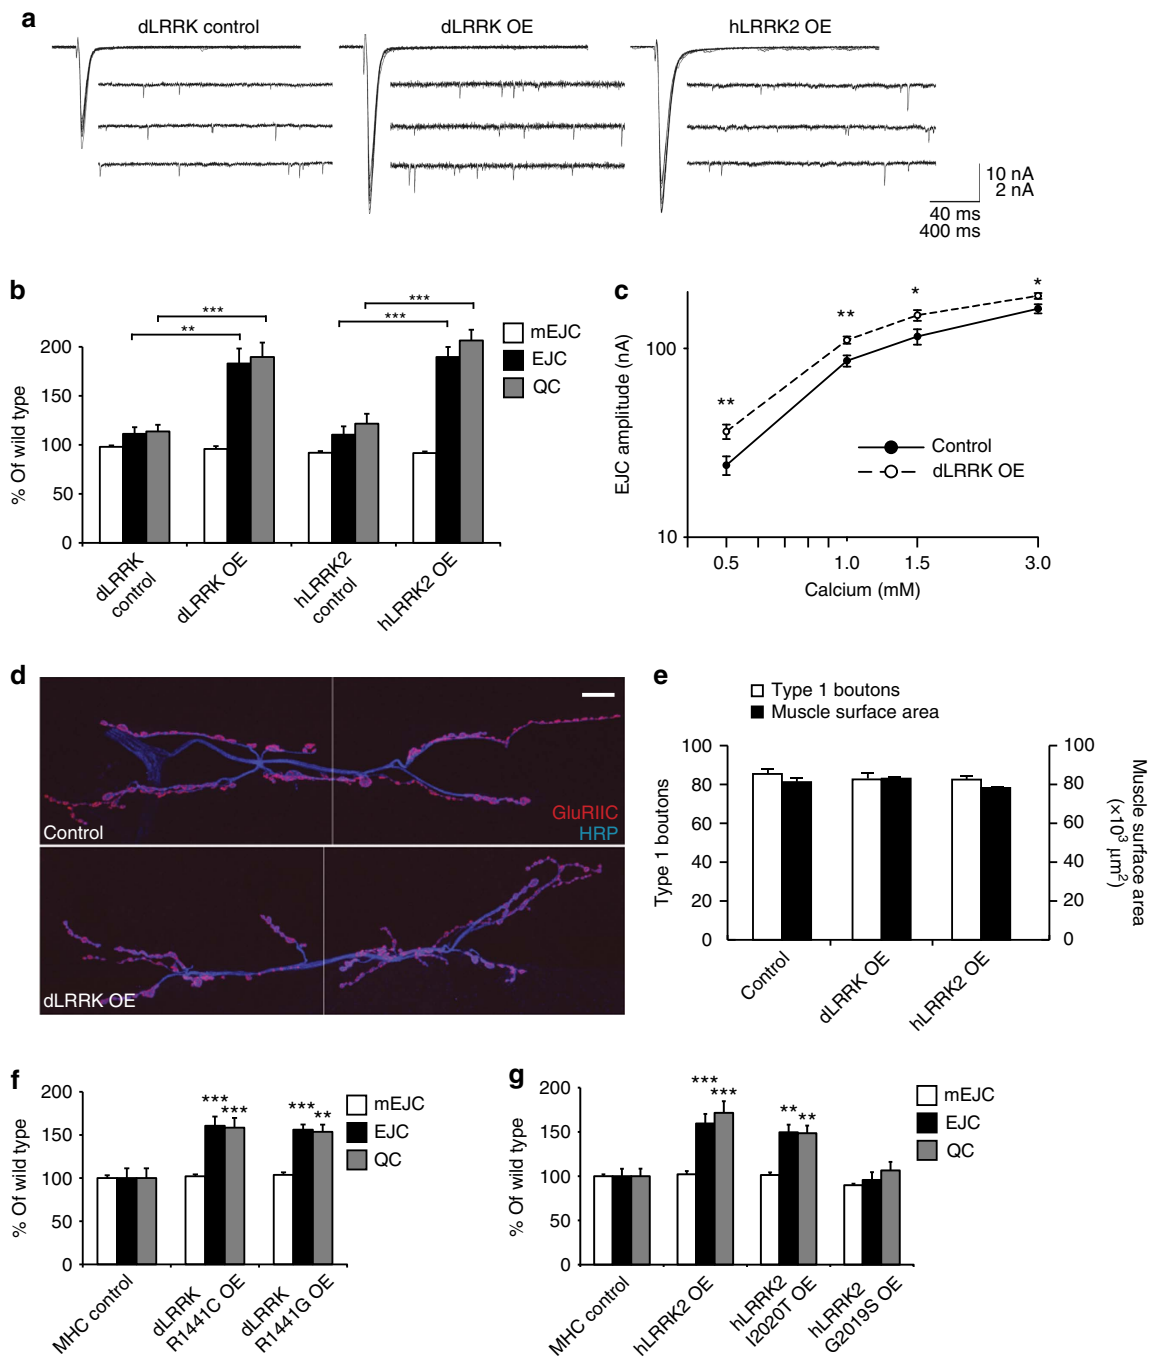 a
dLRRK control
dLRRK OE
hLRRK2 OE
10 nA
2 nA
40 ms
400 ms
b
***
**
***
***
mEJC
EJC
QC
% Of wild type
200
150
100
50
0
dLRRK
control
dLRRK OE
hLRRK2
control
hLRRK2 OE
c
EJC amplitude (nA)
100
10
**
**
*
*
Control
dLRRK OE
0.5
1.0
1.5
3.0
Calcium (mM)
d
GluRIIC
HRP
Control
dLRRK OE
e
Type 1 boutons
Muscle surface area
Type 1 boutons
100
80
60
40
20
0
100
80
60
40
20
0
Muscle surface area
(×10³ μm²)
Control
dLRRK OE
hLRRK2 OE
f
% Of wild type
200
150
100
50
0
***
***
***
**
mEJC
EJC
QC
MHC control
dLRRK
R1441C OE
dLRRK
R1441G OE
g
% Of wild type
200
150
100
50
0
***
***
**
**
mEJC
EJC
QC
MHC control
hLRRK2 OE
hLRRK2
I2020T OE
hLRRK2
G2019S OE